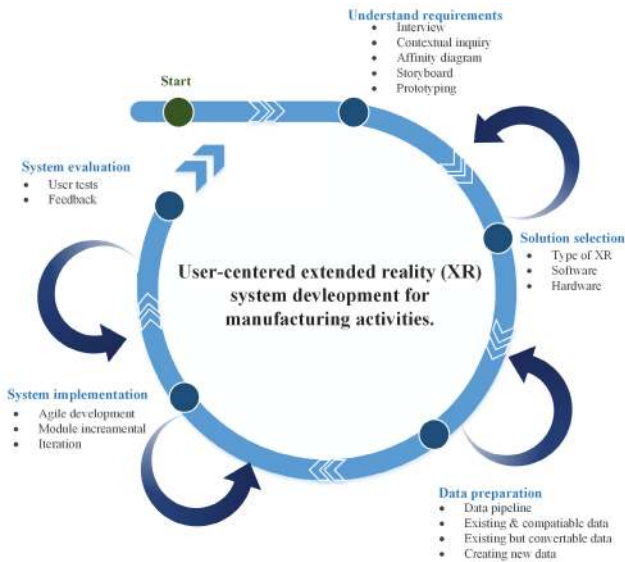 Understand requirements
• Interview
• Contextual inquiry
• Affinity diagram
• Storyboard
• Prototyping
Start
System evaluation
• User tests
• Feedback
Solution selection
• Type of XR
• Software
• Hardware
User-centered extended reality (XR)
system devleopment for
manufacturing activities.
System implementation
• Agile development
• Module increamental
• Iteration
Data preparation
• Data pipeline
• Existing & compatiable data
• Existing but convertable data
• Creating new data